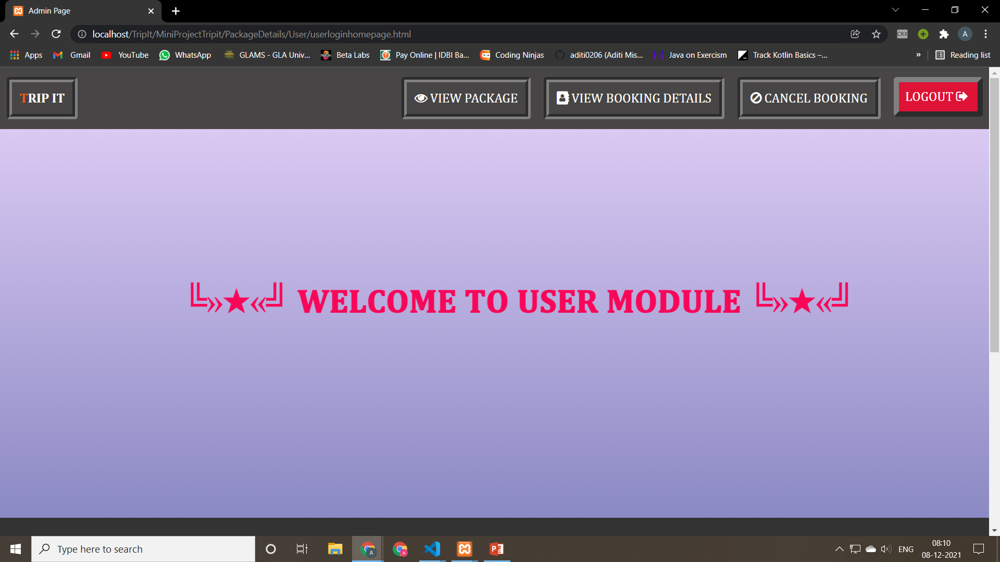 Admin Page
localhost/TripIt/MiniProjectTripit/PackageDetails/User/userloginhomepage.html
CRX
A
Apps
Gmail
YouTube
WhatsApp
GLAMS - GLA Univ...
Beta Labs
Pay Online | IDBI Ba...
Coding Ninjas
aditi0206 (Aditi Mis...
Java on Exercism
Track Kotlin Basics –...
»
Reading list
TRIP IT
VIEW PACKAGE
VIEW BOOKING DETAILS
CANCEL BOOKING
LOGOUT
╚»★«╝ WELCOME TO USER MODULE ╚»★«╝
Type here to search
ENG
08:10
08-12-2021